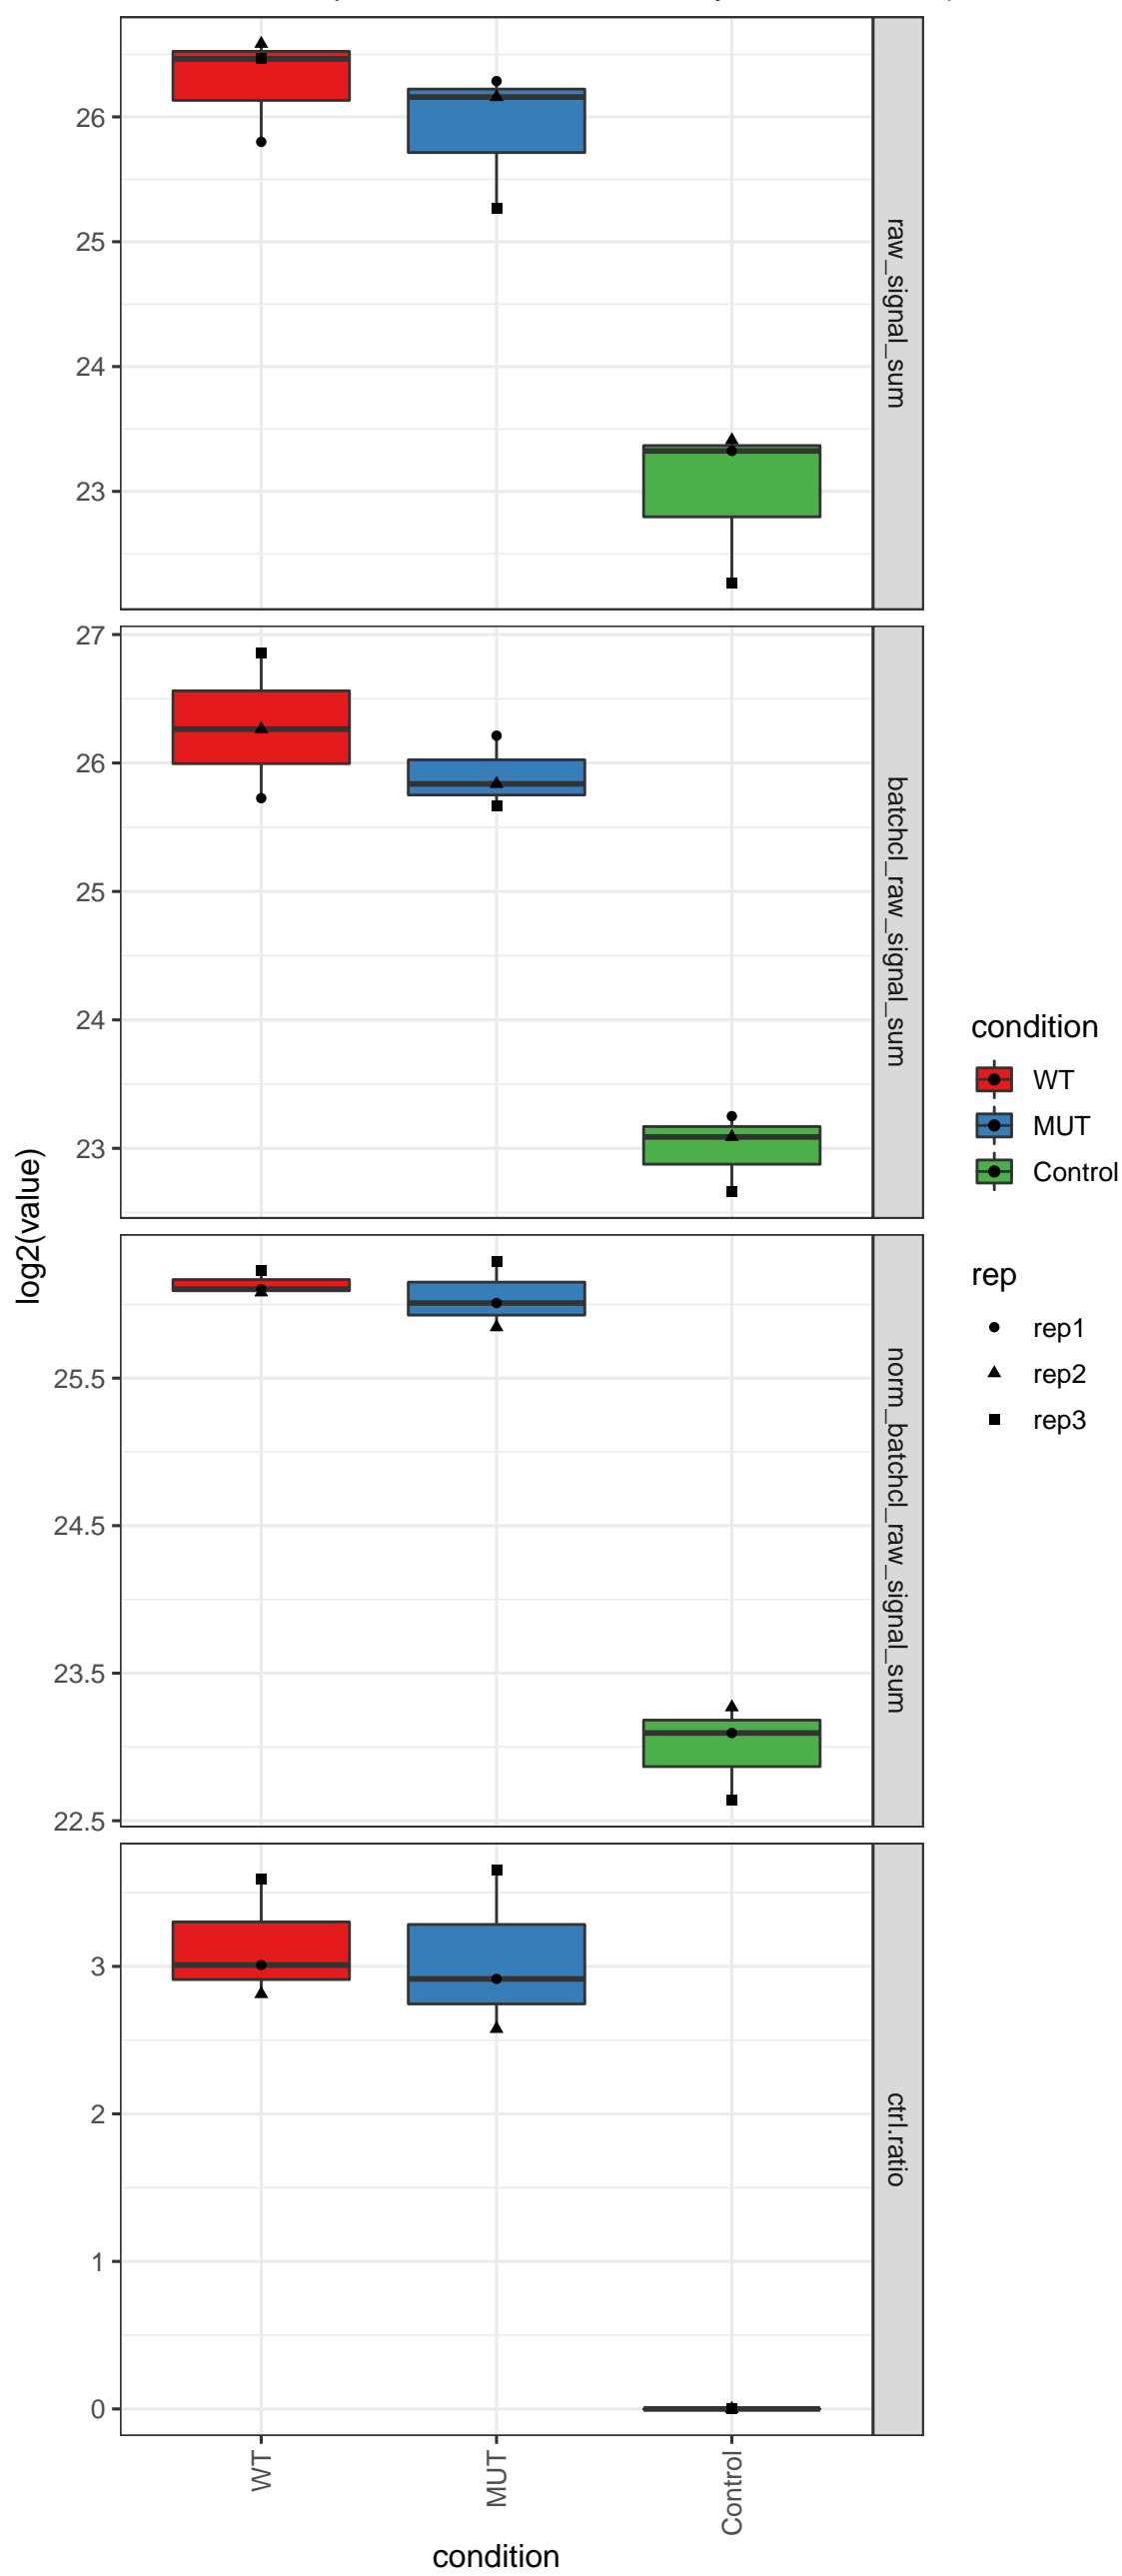 26
25
24
23
raw_signal_sum
27
26
25
24
23
batchcl_raw_signal_sum
25.5
24.5
23.5
22.5
norm_batchcl_raw_signal_sum
3
2
1
0
ctrl.ratio
log2(value)
WT
MUT
Control
condition
condition
WT
MUT
Control
rep
rep1
rep2
rep3